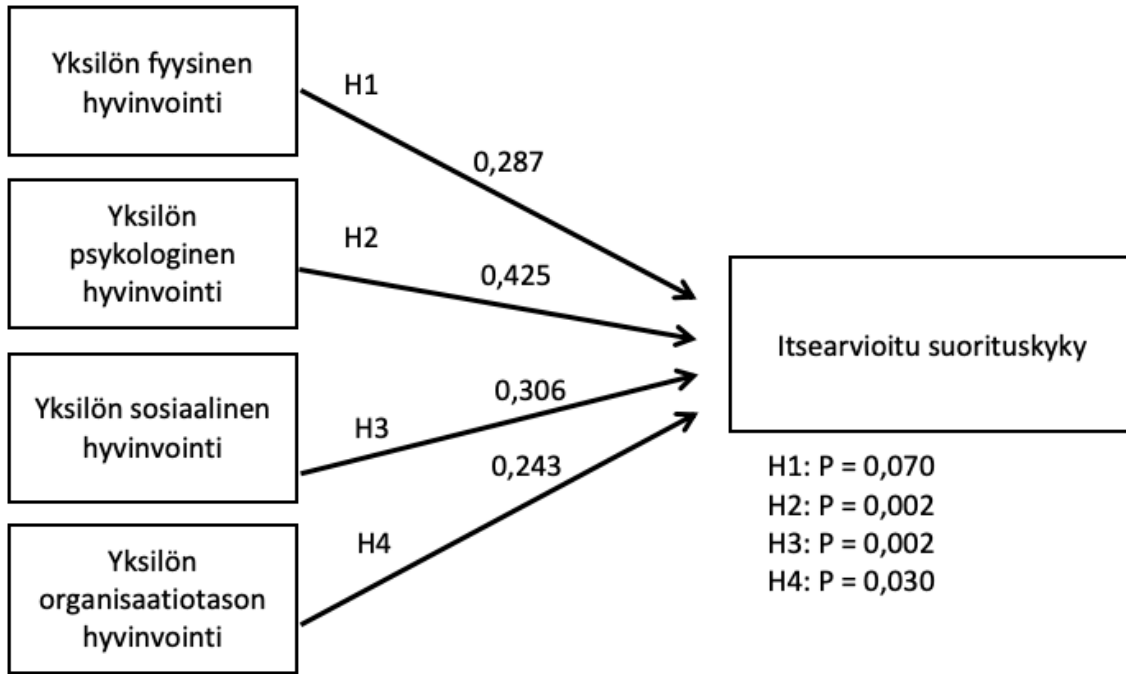 Yksilön fyysinen
hyvinvointi
H1
0,287
Yksilön
psykologinen
hyvinvointi
H2
0,425
Yksilön sosiaalinen
hyvinvointi
H3
0,306
Yksilön
organisaatiotason
hyvinvointi
H4
0,243
Itsearvioitu suorituskyky
H1: P = 0,070
H2: P = 0,002
H3: P = 0,002
H4: P = 0,030